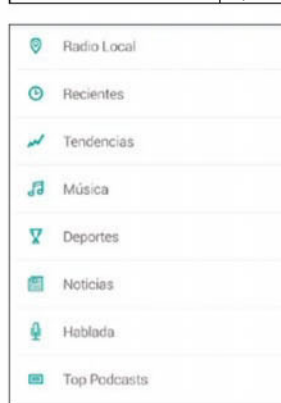 Radio Local
Recientes
Tendencias
Música
Deportes
Noticias
Hablada
Top Podcasts